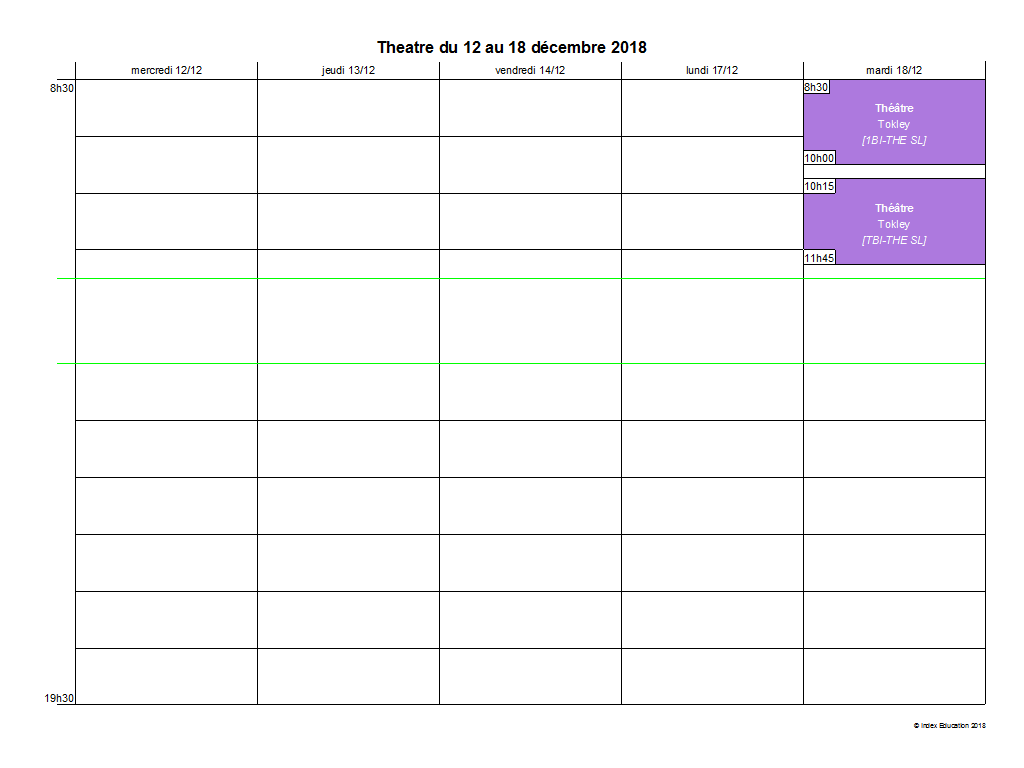 Theatre du 12 au 18 décembre 2018
mercredi 12/12
jeudi 13/12
vendredi 14/12
lundi 17/12
mardi 18/12
8h30
8h30
Théâtre
Tokley
[1BI-THE SL]
10h00
10h15
Théâtre
Tokley
[TBI-THE SL]
11h45
19h30
© Index Education 2018